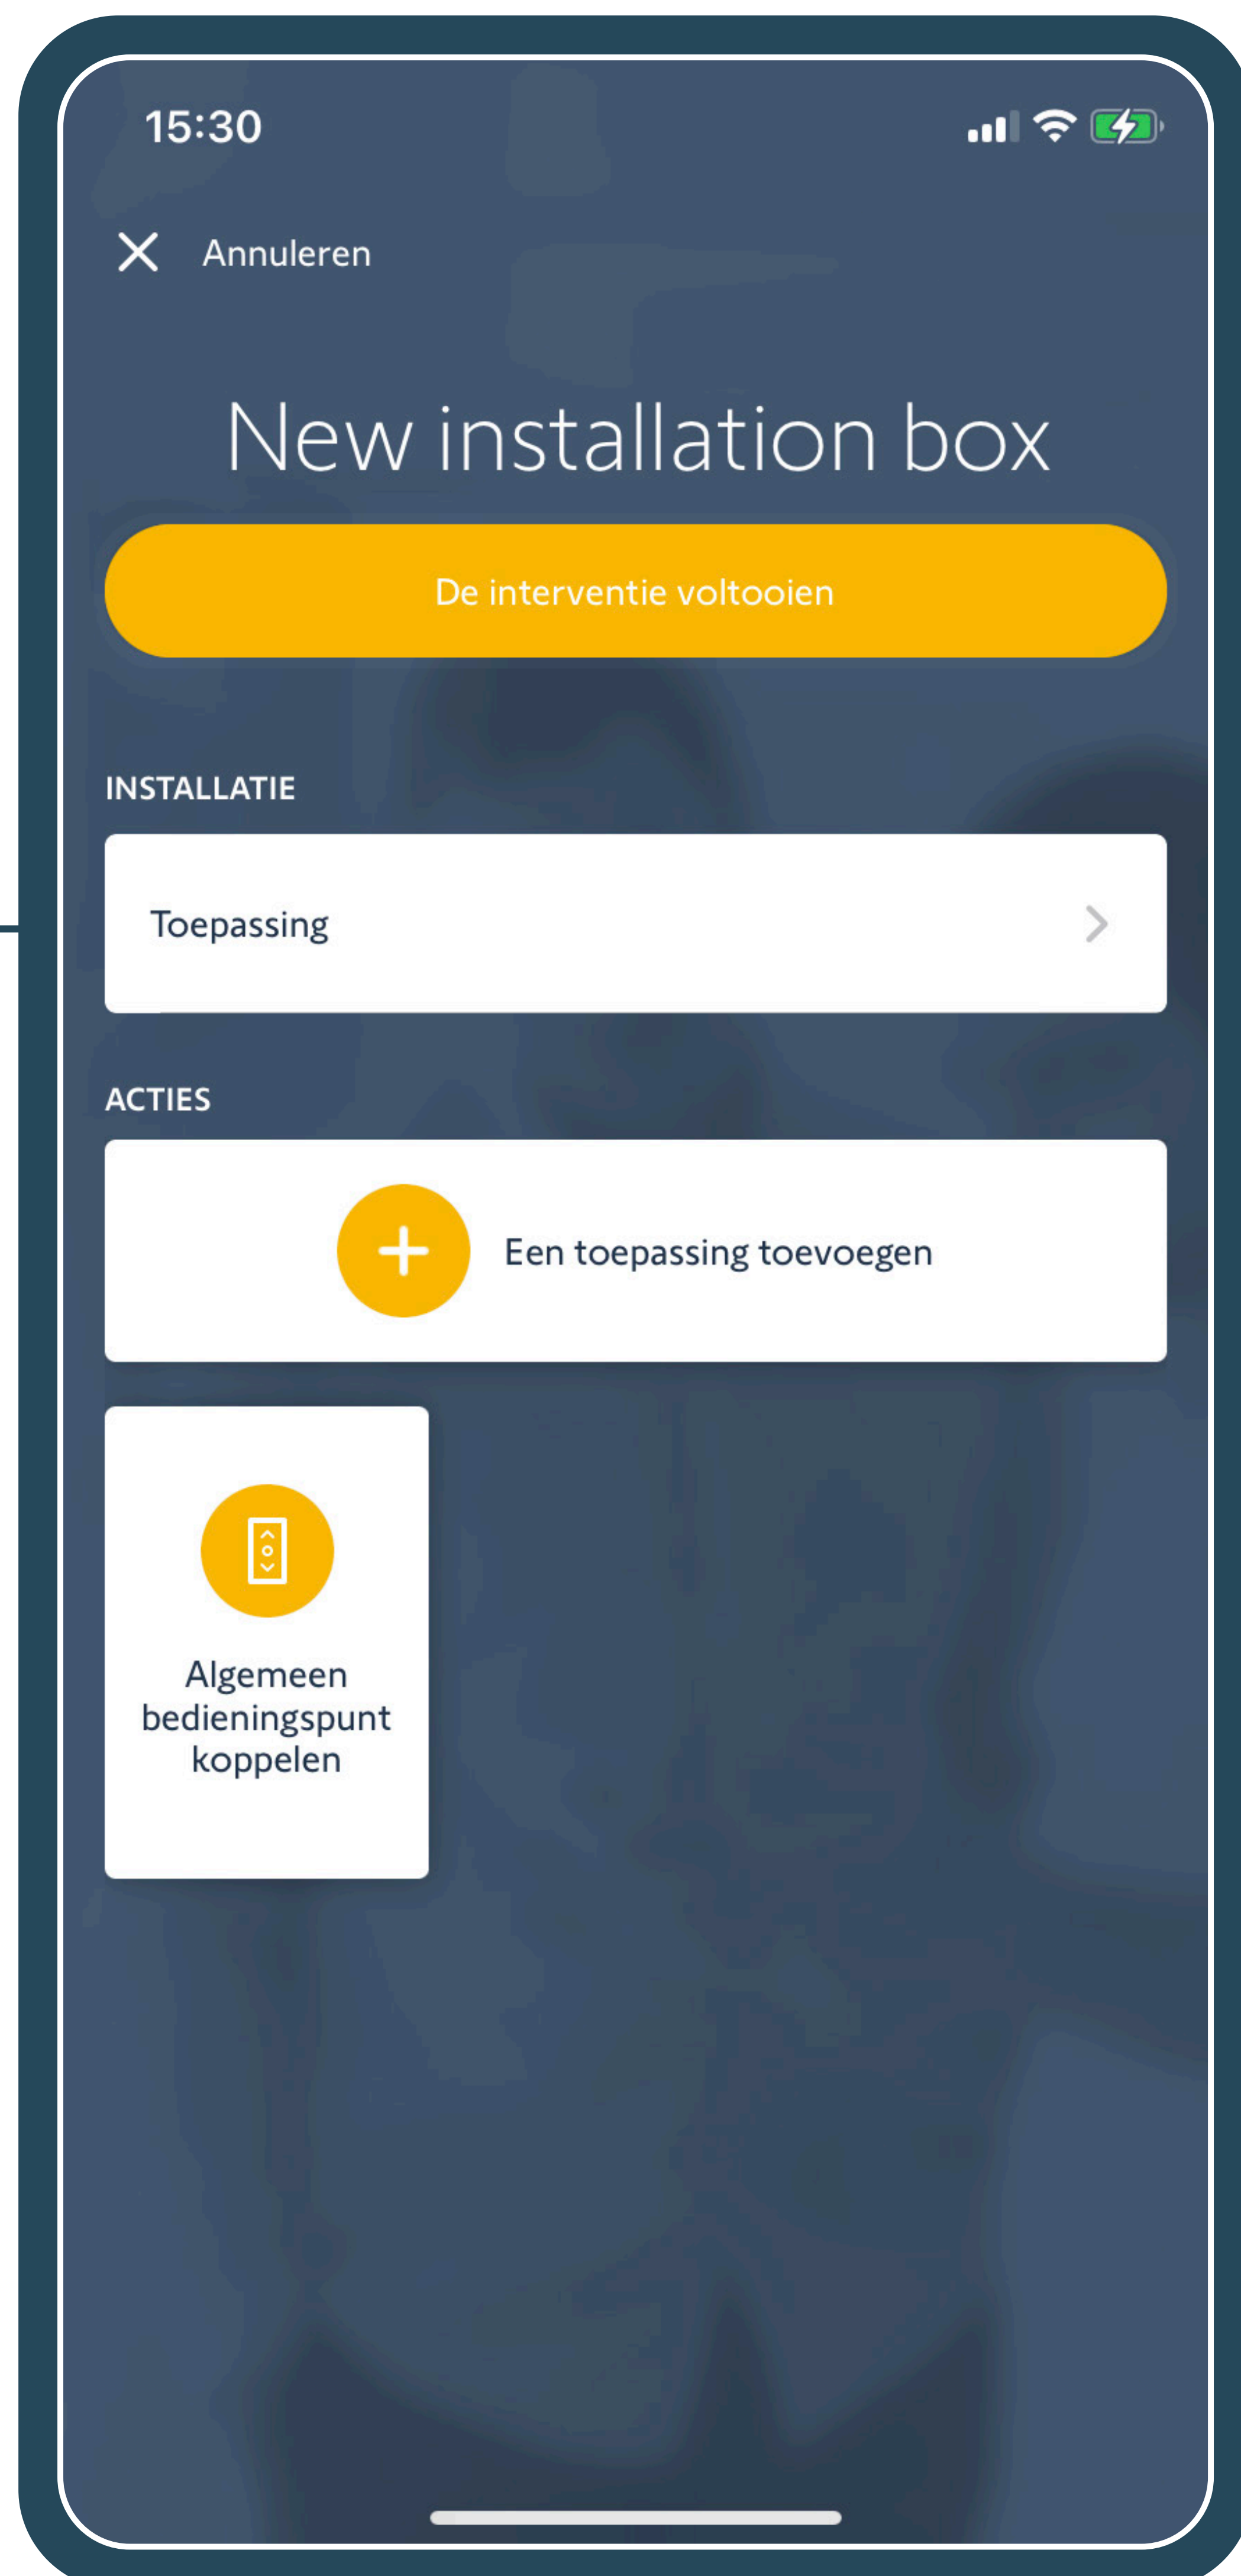 15:30
Annuleren
New installation box
De interventie voltooien
INSTALLATIE
Toepassing
ACTIES
Een toepassing toevoegen
Algemeen
bedieningspunt
koppelen